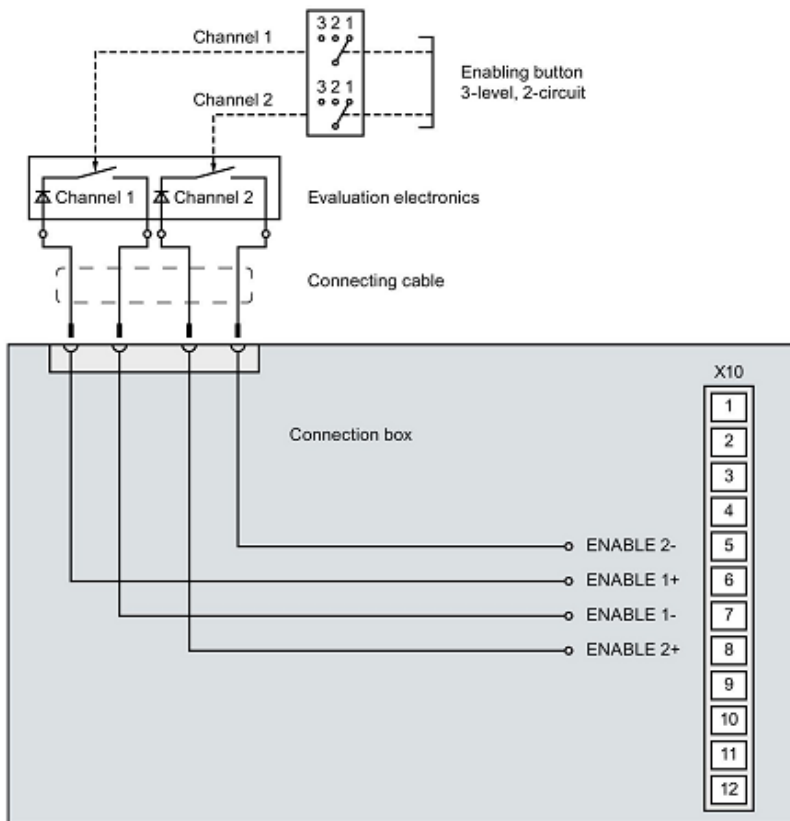 3 2 1
Channel 1
Enabling button
3-level, 2-circuit
3 2 1
Channel 2
Channel 1
Channel 2
Evaluation electronics
Connecting cable
X10
1
Connection box
2
3
4
ENABLE 2-
5
ENABLE 1+
6
ENABLE 1-
7
ENABLE 2+
8
9
10
11
12